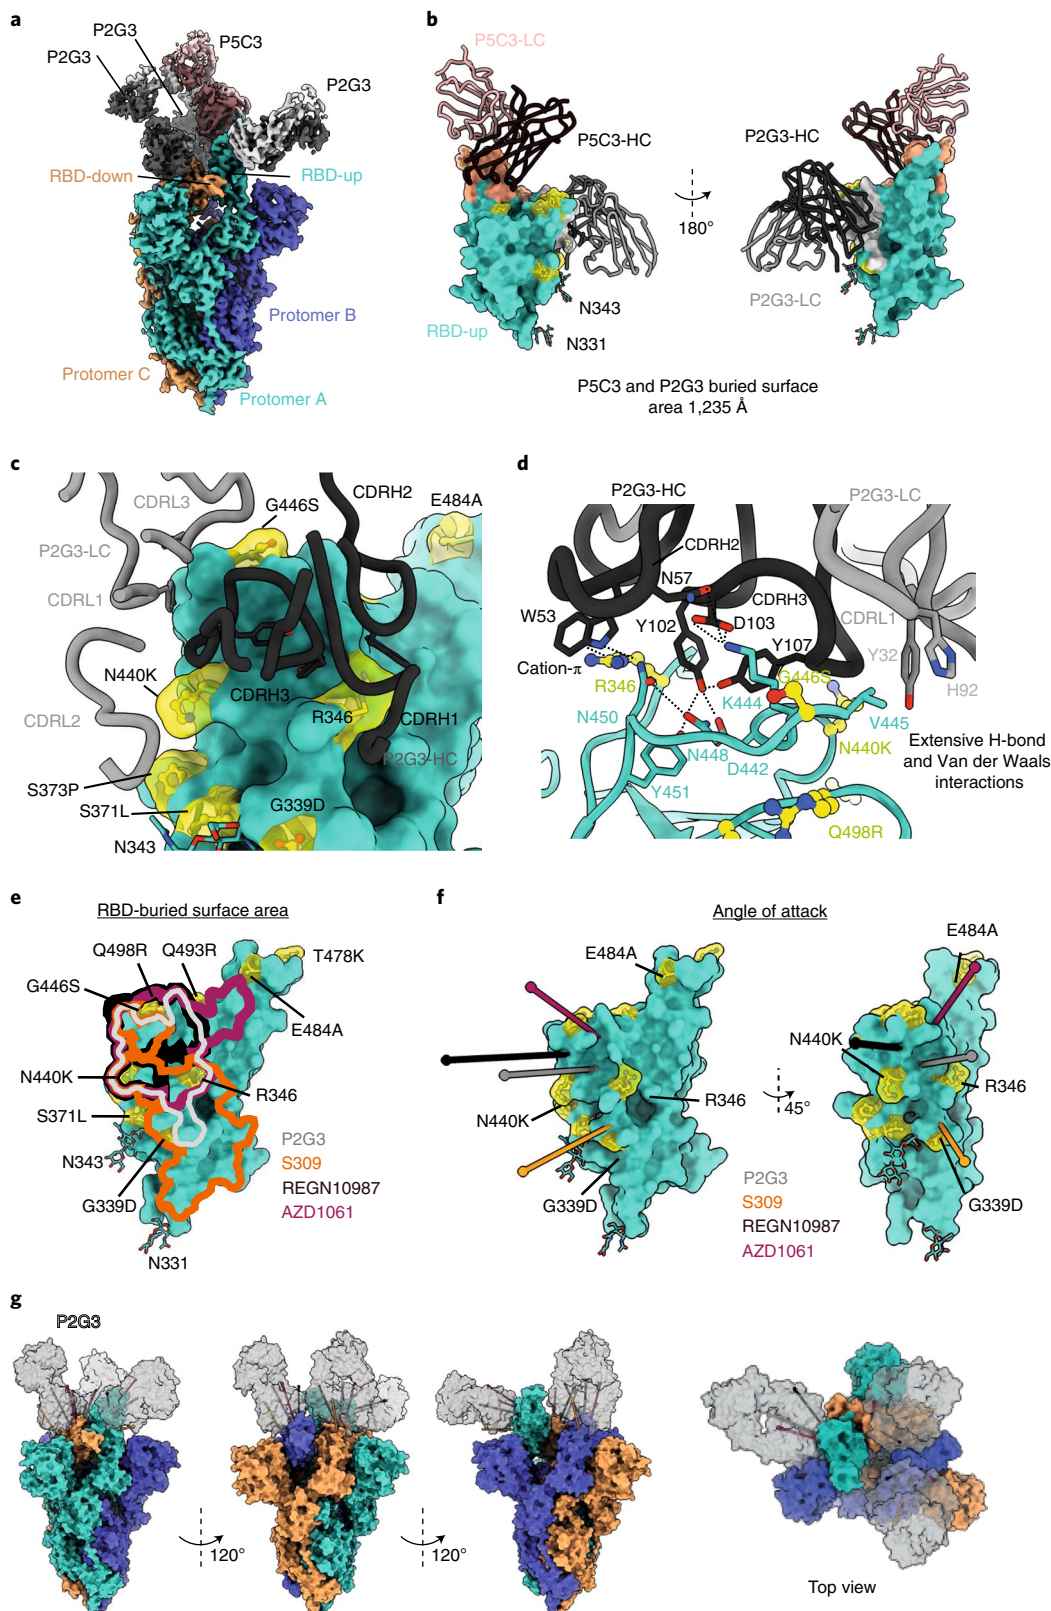 a
P2G3
P2G3
P5C3
P2G3
RBD-down
RBD-up
Protomer B
Protomer C
Protomer A
b
P5C3-LC
P5C3-HC
P2G3-HC
180°
P2G3-LC
N343
RBD-up
N331
P5C3 and P2G3 buried surface
area 1,235 Å
c
CDRL3
CDRH2
G446S
E484A
P2G3-LC
CDRL1
N440K
CDRH3
R346
CDRH1
CDRL2
P2G3-HC
S373P
S371L
G339D
N343
d
P2G3-HC
P2G3-LC
CDRH2
N57
CDRH3
W53
Y102
D103
CDRL1
Y107
Y32
Cation-π
R346
G446S
H92
K444
N450
V445
N448
N440K
D442
Extensive H-bond
and Van der Waals
interactions
Y451
Q498R
e
RBD-buried surface area
Q498R
Q493R
T478K
G446S
E484A
N440K
R346
S371L
P2G3
N343
S309
G339D
REGN10987
AZD1061
N331
f
Angle of attack
E484A
E484A
N440K
R346
R346
N440K
45°
P2G3
G339D
S309
G339D
REGN10987
AZD1061
g
P2G3
120°
120°
Top view